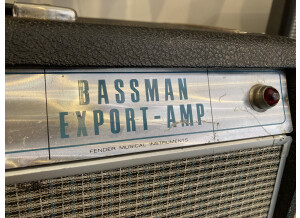 BASSMAN
EXPORT-AMP
FENDER MUSICAL INSTRUMENTS